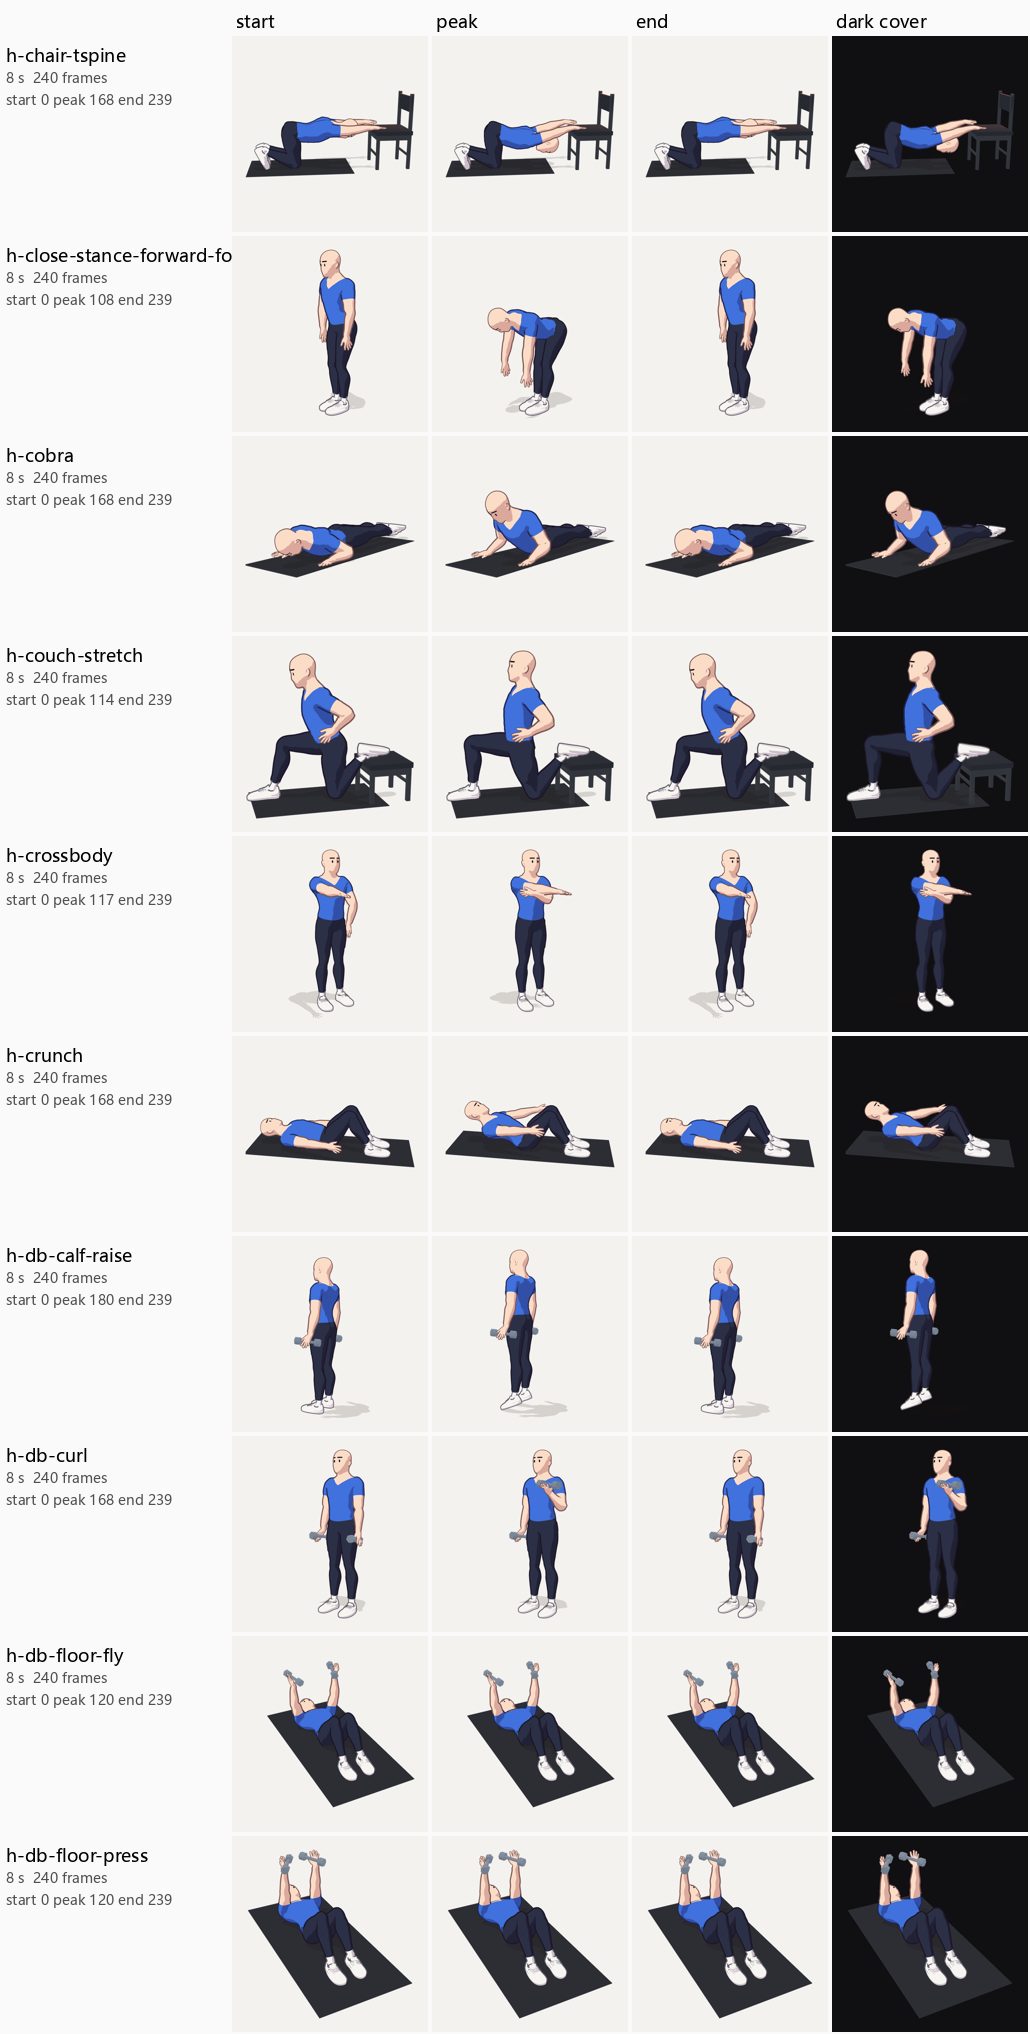 start peak end dark cover
h-chair-tspine
8 s 240 frames
start 0 peak 168 end 239
h-close-stance-forward-fo
8 s 240 frames
start 0 peak 108 end 239
h-cobra
8 s 240 frames
start 0 peak 168 end 239
h-couch-stretch
8 s 240 frames
start 0 peak 114 end 239
h-crossbody
8 s 240 frames
start 0 peak 117 end 239
h-crunch
8 s 240 frames
start 0 peak 168 end 239
h-db-calf-raise
8 s 240 frames
start 0 peak 180 end 239
h-db-curl
8 s 240 frames
start 0 peak 168 end 239
h-db-floor-fly
8 s 240 frames
start 0 peak 120 end 239
h-db-floor-press
8 s 240 frames
start 0 peak 120 end 239